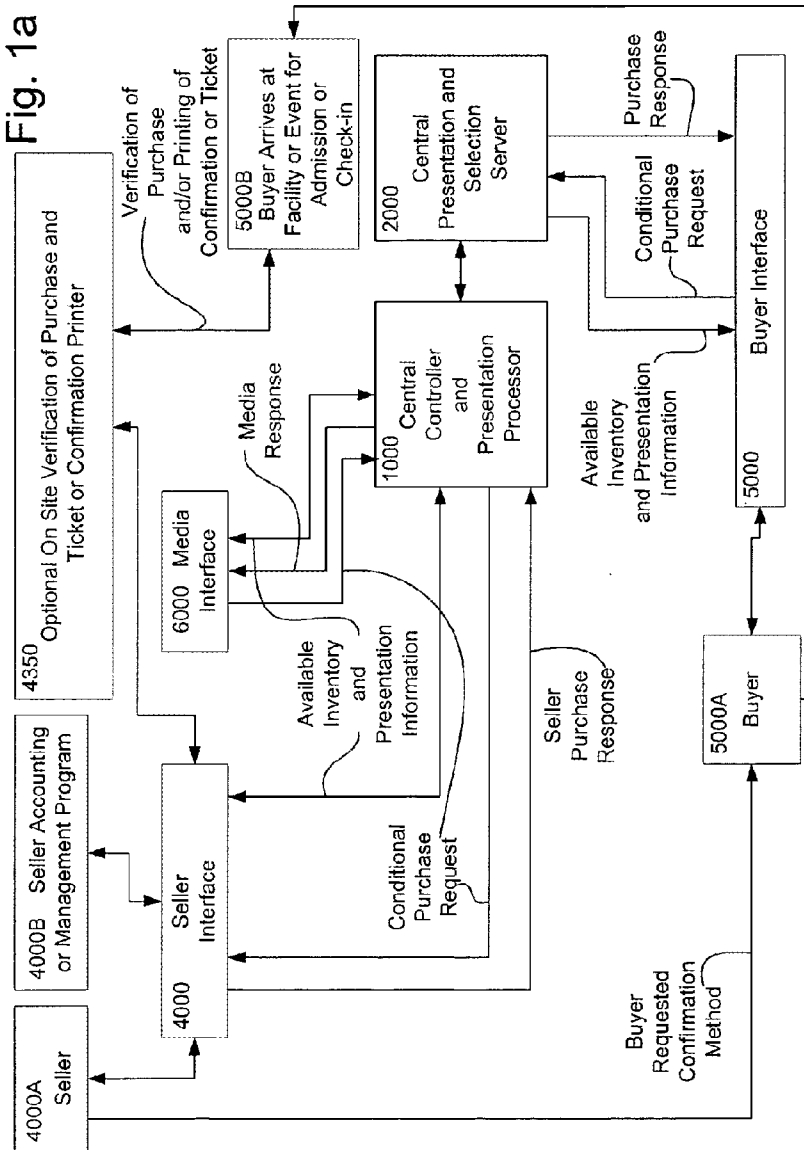 Fig. 1a
4000A
Seller
4000B Seller Accounting
or Management Program
4350
Optional On Site Verification of Purchase and
Ticket or Confirmation Printer
4000
Seller
Interface
6000 Media
Interface
Verification of
Purchase
and/or Printing of
Confirmation or Ticket
5000B
Buyer Arrives at
Facility or Event for
Admission or
Check-in
Media
Response
Available
Inventory
and
Presentation
Information
Conditional
Purchase
Request
Seller
Purchase
Response
1000
Central
Controller
and
Presentation
Processor
2000
Central
Presentation and
Selection
Server
Buyer
Requested
Confirmation
Method
Available
Inventory
and Presentation
Information
Conditional
Purchase
Request
Purchase
Response
5000A
Buyer
5000
Buyer Interface